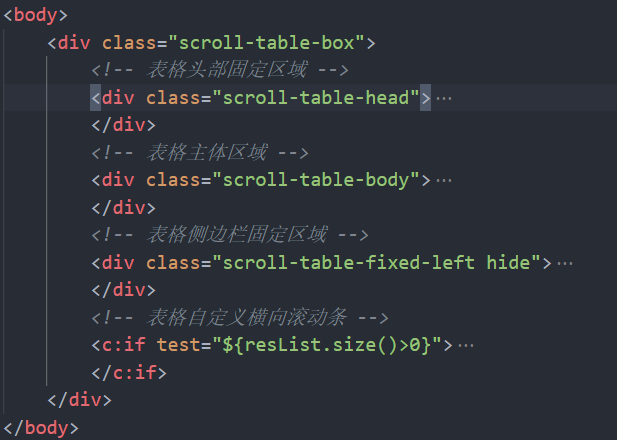 <body>
<div class="scroll-table-box">
<!-- 表格头部固定区域 -->
<div class="scroll-table-head">···
</div>
<!-- 表格主体区域 -->
<div class="scroll-table-body">···
</div>
<!-- 表格侧边栏固定区域 -->
<div class="scroll-table-fixed-left hide">···
</div>
<!-- 表格自定义横向滚动条 -->
<c:if test="${resList.size()>0}">···
</c:if>
</div>
</body>